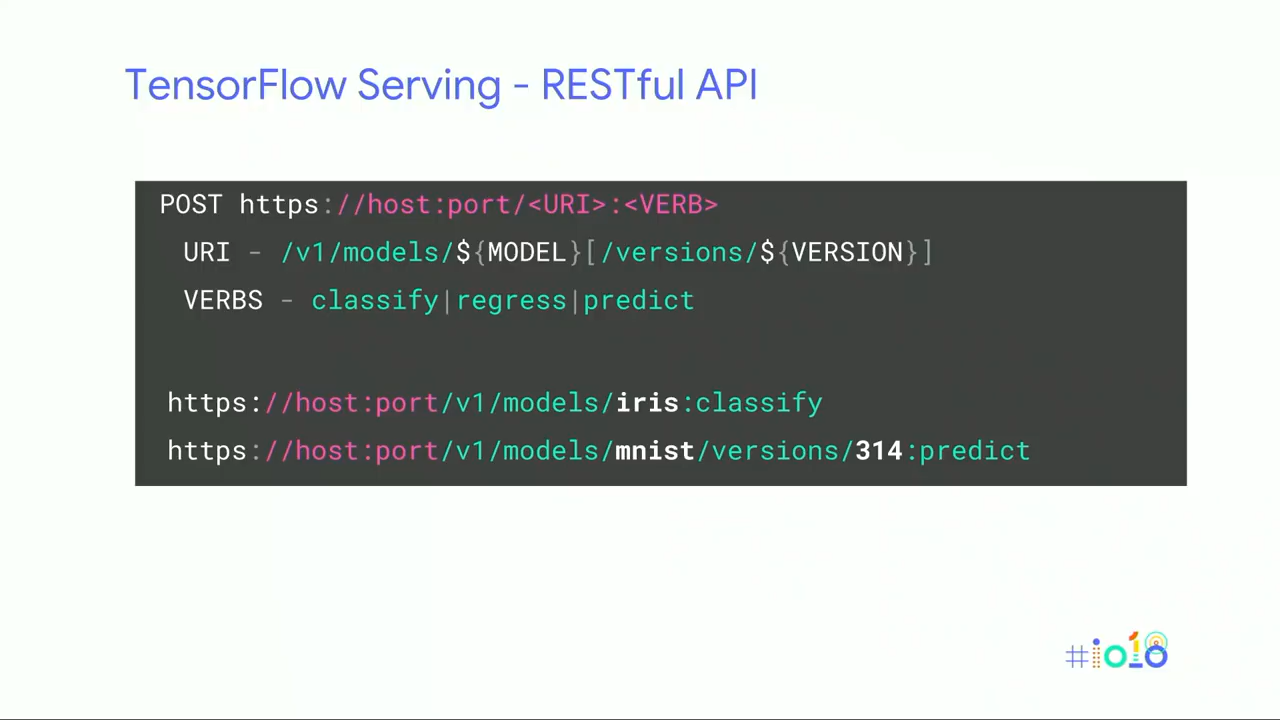 TensorFlow Serving - RESTful API
POST https://host:port/<URI>:<VERB>
URI - /v1/models/${MODEL}[/versions/${VERSION}]
VERBS - classify|regress|predict
https://host:port/v1/models/iris:classify
https://host:port/v1/models/mnist/versions/314:predict
#io18